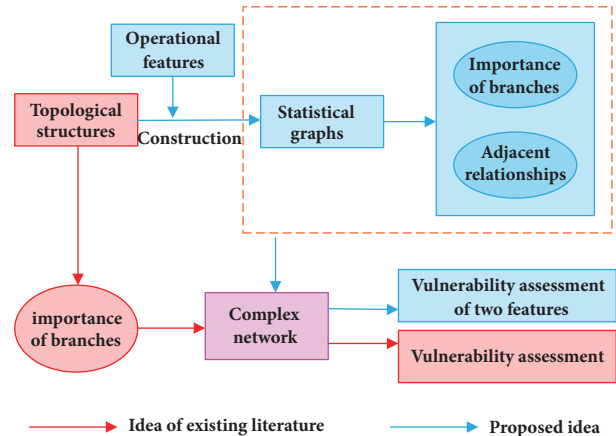 Operational
features
Topological
structures
Construction
Statistical
graphs
Importance
of branches
Adjacent
relationships
importance
of branches
Complex
network
Vulnerability assessment
of two features
Vulnerability assessment
Idea of existing literature
Proposed idea